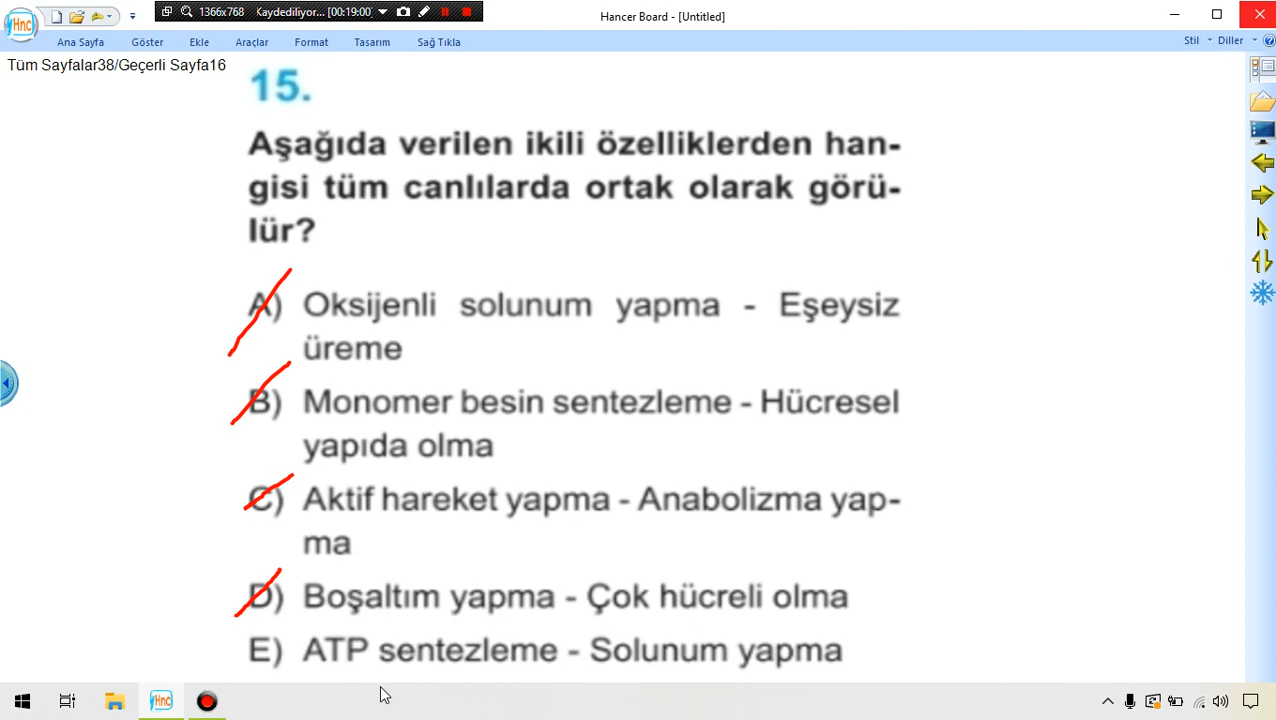 1366x768 Kaydediliyor... [00:19:00]
Hancer Board - [Untitled]
Hnc
Ana Sayfa Göster Ekle Araçlar Format Tasarım Sağ Tıkla
Stil Diller
Tüm Sayfalar38/Geçerli Sayfa16
15.
Aşağıda verilen ikili özelliklerden han-
gisi tüm canlılarda ortak olarak görü-
lür?
A) Oksijenli solunum yapma - Eşeysiz
üreme
B) Monomer besin sentezleme - Hücresel
yapıda olma
C) Aktif hareket yapma - Anabolizma yap-
ma
D) Boşaltım yapma - Çok hücreli olma
E) ATP sentezleme - Solunum yapma
Hnc